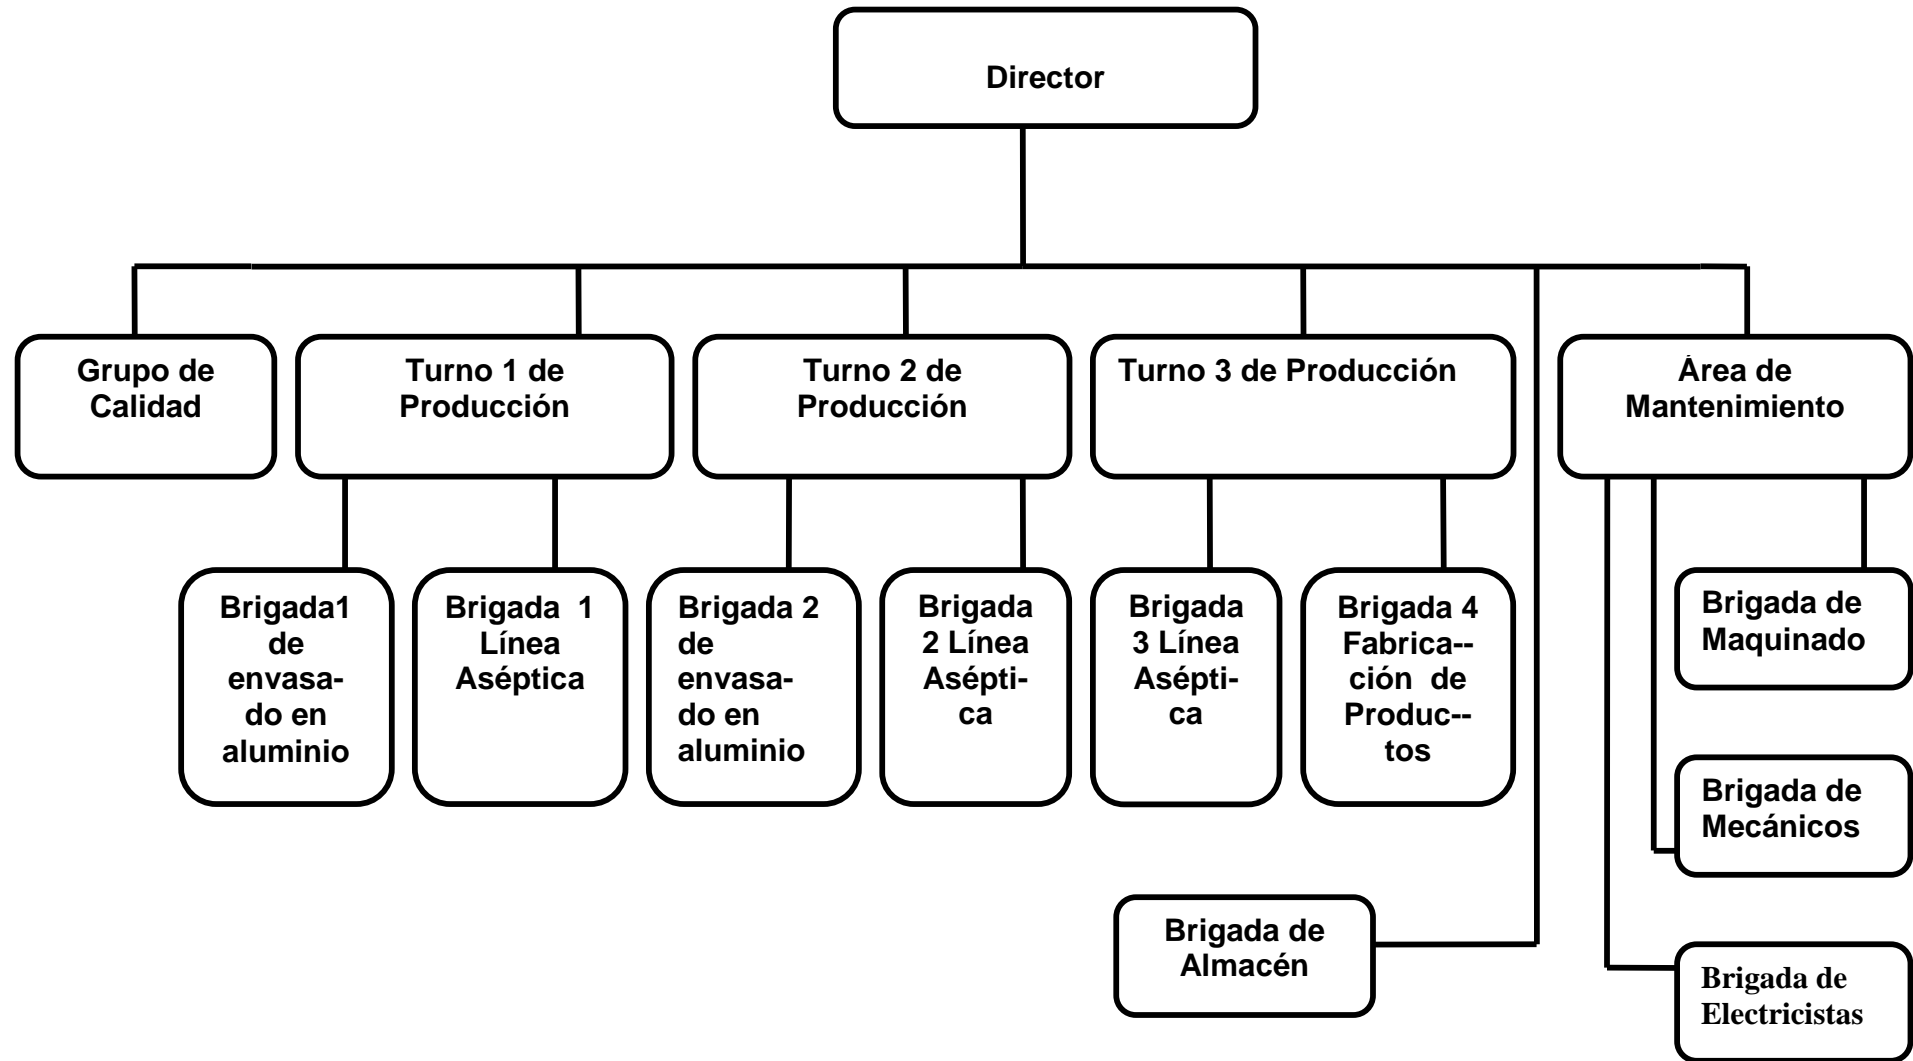 Director
Grupo de
Calidad
Turno 1 de
Producción
Turno 2 de
Producción
Turno 3 de Producción
Área de
Mantenimiento
Brigada1
de
envasa-
do en
aluminio
Brigada 1
Línea
Aséptica
Brigada 2
de
envasa-
do en
aluminio
Brigada
2 Línea
Asépti-
ca
Brigada
3 Línea
Asépti-
ca
Brigada 4
Fabrica--
ción de
Produc--
tos
Brigada de
Maquinado
Brigada de
Mecánicos
Brigada de
Almacén
Brigada de
Electricistas